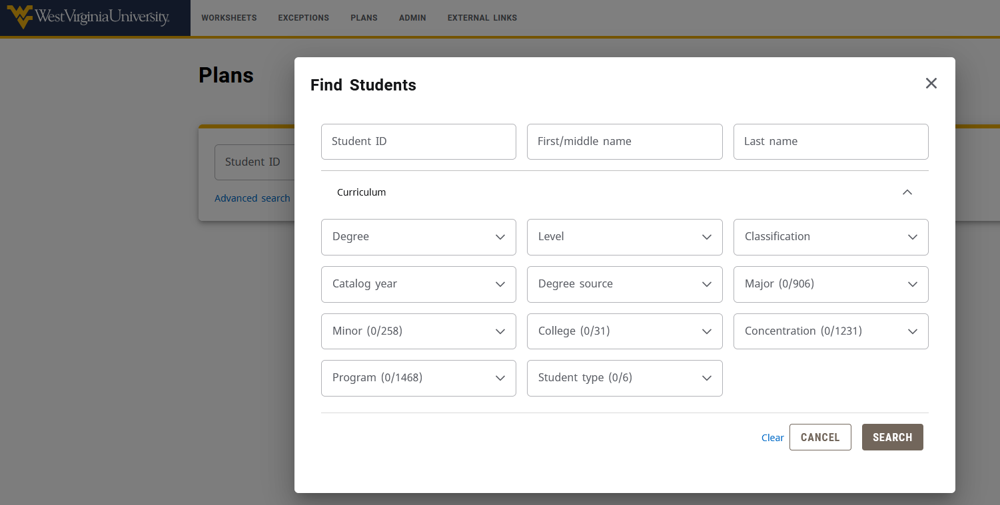 WestVirginiaUniversity. WORKSHEETS EXCEPTIONS PLANS ADMIN EXTERNAL LINKS
Plans
Find Students
Student ID First/middle name Last name
Student ID
Curriculum
Advanced search
Degree Level Classification
Catalog year Degree source Major (0/906)
Minor (0/258) College (0/31) Concentration (0/1231)
Program (0/1468) Student type (0/6)
Clear CANCEL SEARCH